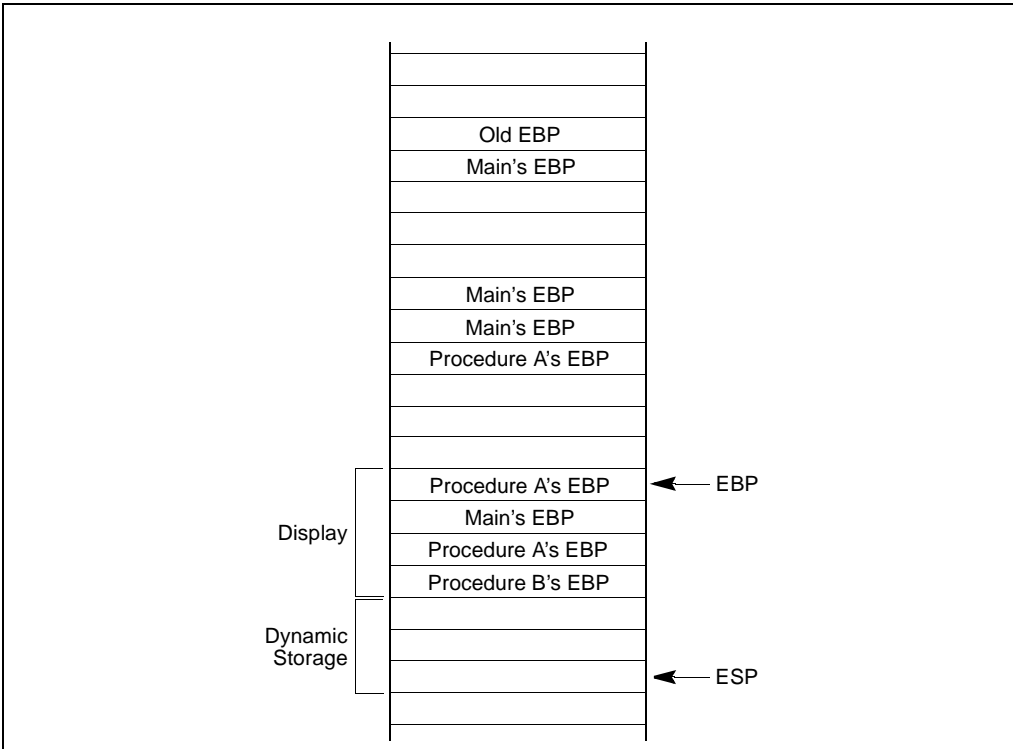 Old EBP
Main's EBP
Main's EBP
Main's EBP
Procedure A's EBP
Procedure A's EBP
EBP
Main's EBP
Display
Procedure A's EBP
Procedure B's EBP
Dynamic
Storage
ESP